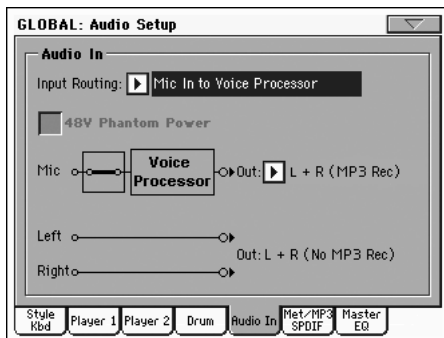 GLOBAL: Audio Setup
Audio In
Input Routing: Mic In to Voice Processor
48V Phantom Power
Mic Voice Processor Out: L + R (MP3 Rec)
Left
Out: L + R (No MP3 Rec)
Right
Style Kbd Player 1 Player 2 Drum Audio In Met/MP3 SPDIF Master EQ